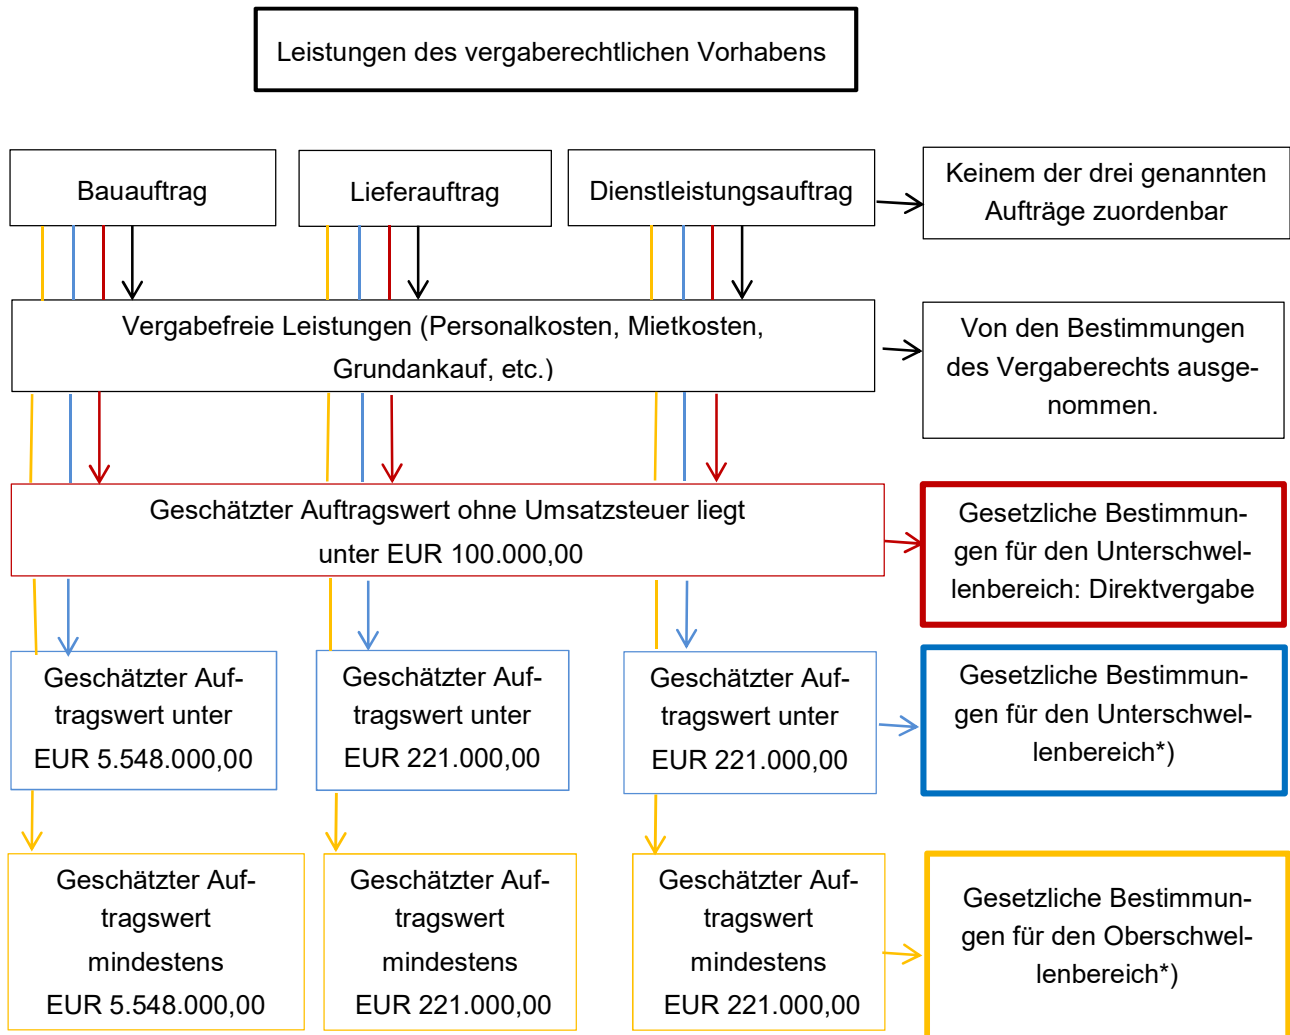 Leistungen des vergaberechtlichen Vorhabens
Bauauftrag
Lieferauftrag
Dienstleistungsauftrag
Keinem der drei genannten
Aufträge zuordenbar
Vergabefreie Leistungen (Personalkosten, Mietkosten,
Grundankauf, etc.)
Von den Bestimmungen
des Vergaberechts ausge-
nommen.
Geschätzter Auftragswert ohne Umsatzsteuer liegt
unter EUR 100.000,00
Gesetzliche Bestimmun-
gen für den Unterschwel-
lenbereich: Direktvergabe
Geschätzter Auf-
tragswert unter
EUR 5.548.000,00
Geschätzter Auf-
tragswert unter
EUR 221.000,00
Geschätzter Auf-
tragswert unter
EUR 221.000,00
Gesetzliche Bestimmun-
gen für den Unterschwel-
lenbereich*)
Geschätzter Auf-
tragswert
mindestens
EUR 5.548.000,00
Geschätzter Auf-
tragswert
mindestens
EUR 221.000,00
Geschätzter Auf-
tragswert
mindestens
EUR 221.000,00
Gesetzliche Bestimmun-
gen für den Oberschwel-
lenbereich*)